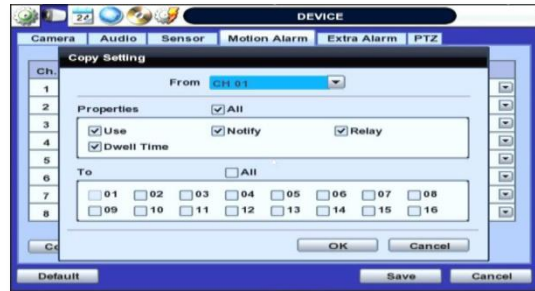 DEVICE
Camera Audio Sensor Motion Alarm Extra Alarm PTZ
Copy Setting
Ch.
From CH 01
1
2
Properties All
3
Use Notify Relay
4
Dwell Time
5
6
To All
7
01 02 03 04 05 06 07 08
8
09 10 11 12 13 14 15 16
OK Cancel
Default Save Cancel